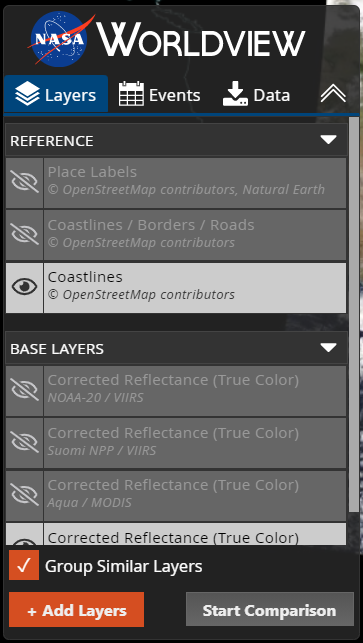 NASA WORLDVIEW
Layers Events Data
REFERENCE
Place Labels
© OpenStreetMap contributors, Natural Earth
Coastlines / Borders / Roads
© OpenStreetMap contributors
Coastlines
© OpenStreetMap contributors
BASE LAYERS
Corrected Reflectance (True Color)
NOAA-20 / VIIRS
Corrected Reflectance (True Color)
Suomi NPP / VIIRS
Corrected Reflectance (True Color)
Aqua / MODIS
Corrected Reflectance (True Color)
Group Similar Layers
+ Add Layers Start Comparison